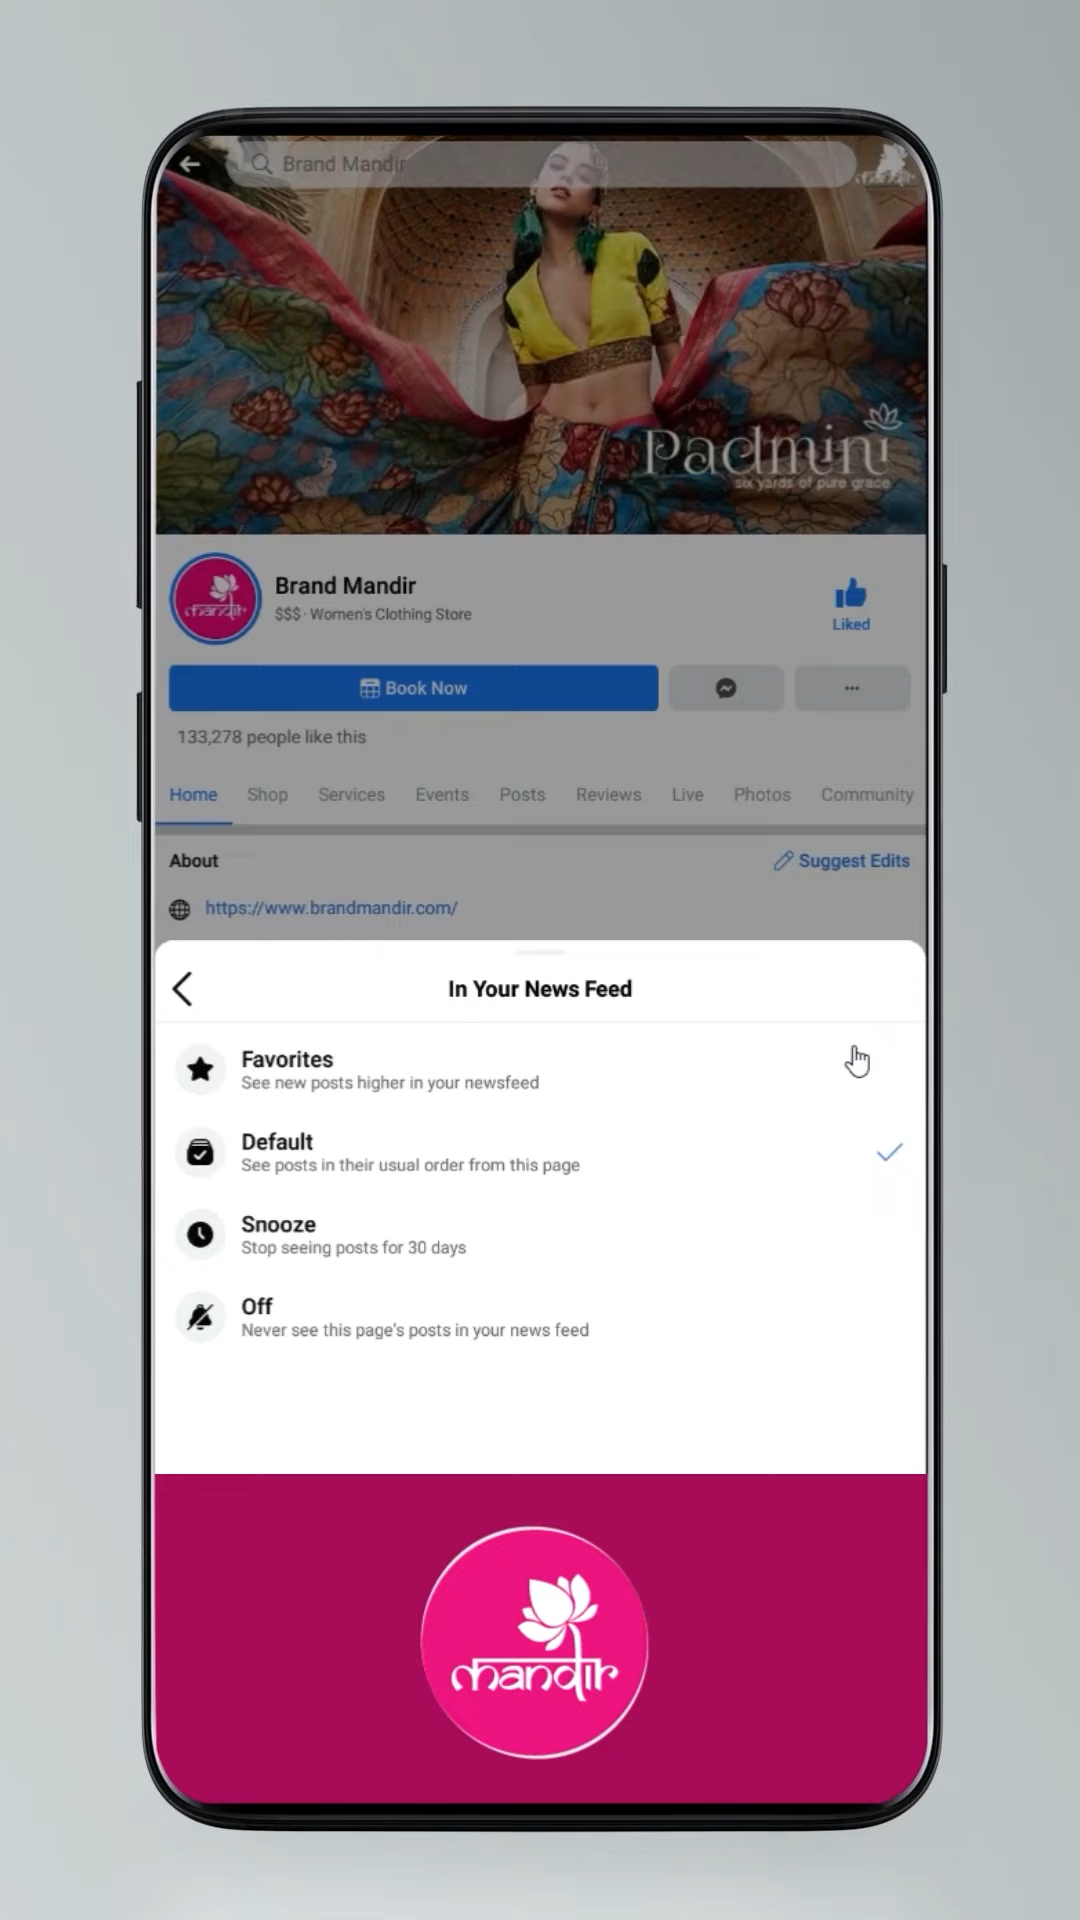 Brand Mandir
mandir
Padmini
six yards of pure grace
mandir
Brand Mandir
$$$ · Women's Clothing Store
Liked
Book Now
133,278 people like this
Home Shop Services Events Posts Reviews Live Photos Community
About
Suggest Edits
https://www.brandmandir.com/
In Your News Feed
Favorites
See new posts higher in your newsfeed
Default
See posts in their usual order from this page
Snooze
Stop seeing posts for 30 days
Off
Never see this page's posts in your news feed
mandir